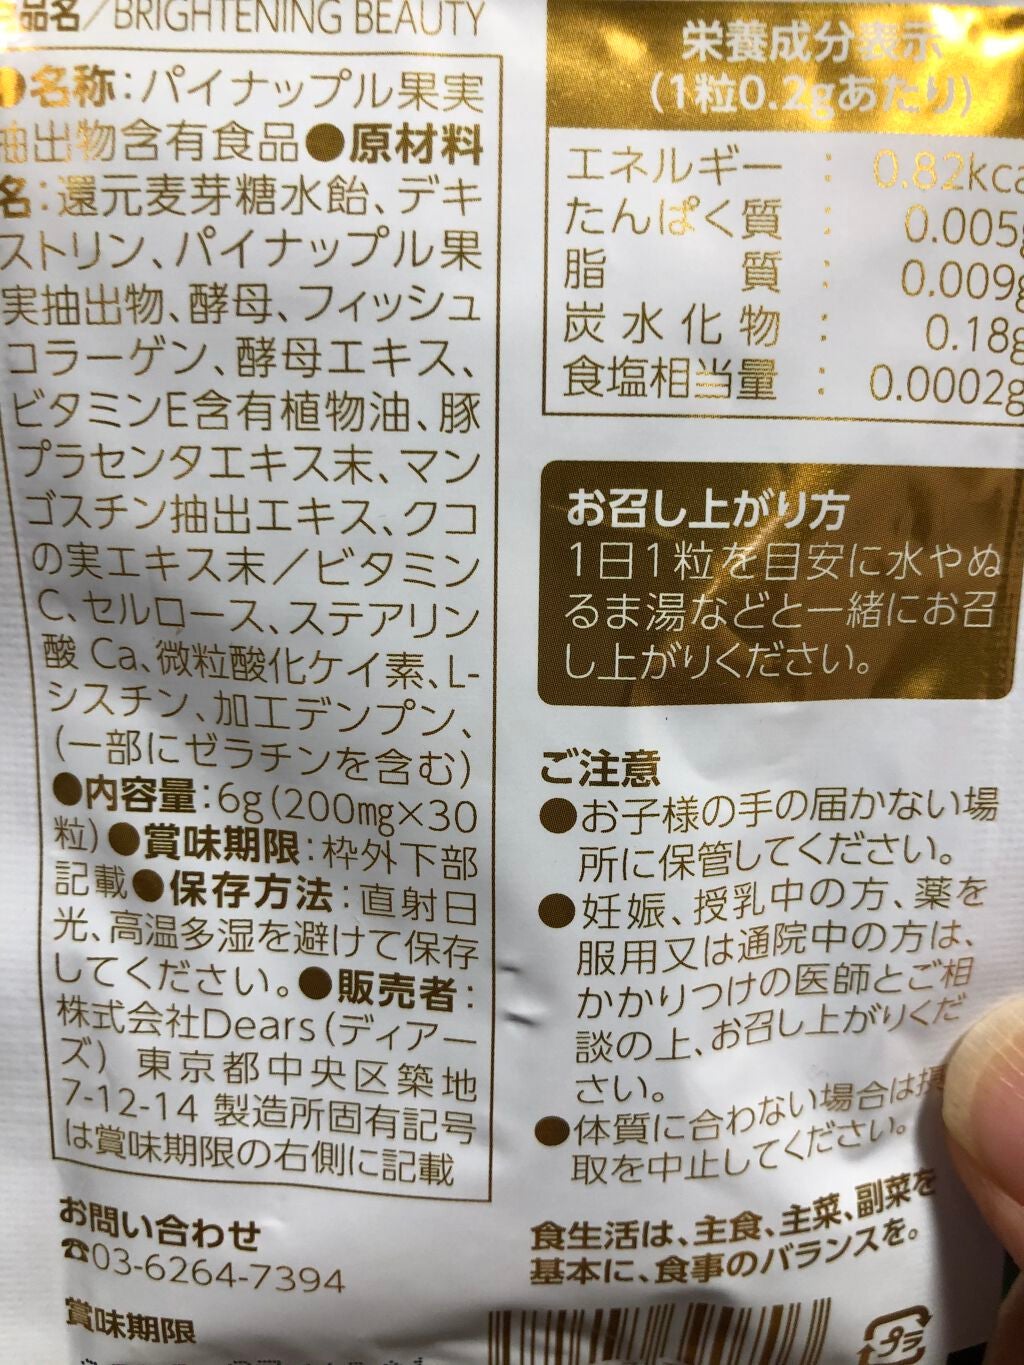 品名/BRIGHTENING BEAUTY
●名称:パイナップル果実
抽出物含有食品●原材料
名:還元麦芽糖水飴、デキ
ストリン、パイナップル果
実抽出物、酵母、フィッシュ
コラーゲン、酵母エキス、
ビタミンE含有植物油、豚
プラセンタエキス末、マン
ゴスチン抽出エキス、クコ
の実エキス末/ビタミン
C、セルロース、ステアリン
酸 Ca、微粒酸化ケイ素、L-
シスチン、加工デンプン、
(一部にゼラチンを含む)
●内容量:6g(200mg×30
粒)●賞味期限:枠外下部
記載●保存方法:直射日
光、高温多湿を避けて保存
してください。●販売者:
株式会社Dears(ディアー
ズ) 東京都中央区築地
7-12-14 製造所固有記号
は賞味期限の右側に記載
お問い合わせ
☎03-6264-7394
賞味期限
栄養成分表示
(1粒0.2gあたり)
エネルギー : 0.82kca
たんぱく質 : 0.005g
脂質 : 0.009g
炭水化物 : 0.18g
食塩相当量 : 0.0002g
お召し上がり方
1日1粒を目安に水やぬ
るま湯などと一緒にお召
し上がりください。
ご注意
●お子様の手の届かない場
所に保管してください。
●妊娠、授乳中の方、薬を
服用又は通院中の方は、
かかりつけの医師とご相
談の上、お召し上がりくだ
さい。
●体質に合わない場合は摂
取を中止してください。
食生活は、主食、主菜、副菜を
基本に、食事のバランスを。
プラ